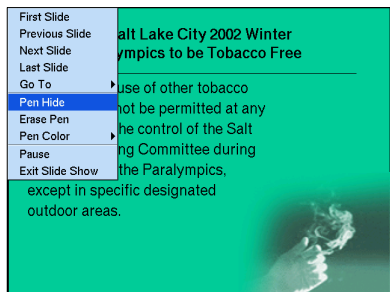 First Slide
Previous Slide
Next Slide
Last Slide
Go To
Pen Hide
Erase Pen
Pen Color
Pause
Exit Slide Show
alt Lake City 2002 Winter
ympics to be Tobacco Free
use of other tobacco
not be permitted at any
he control of the Salt
ng Committee during
the Paralympics,
except in specific designated
outdoor areas.